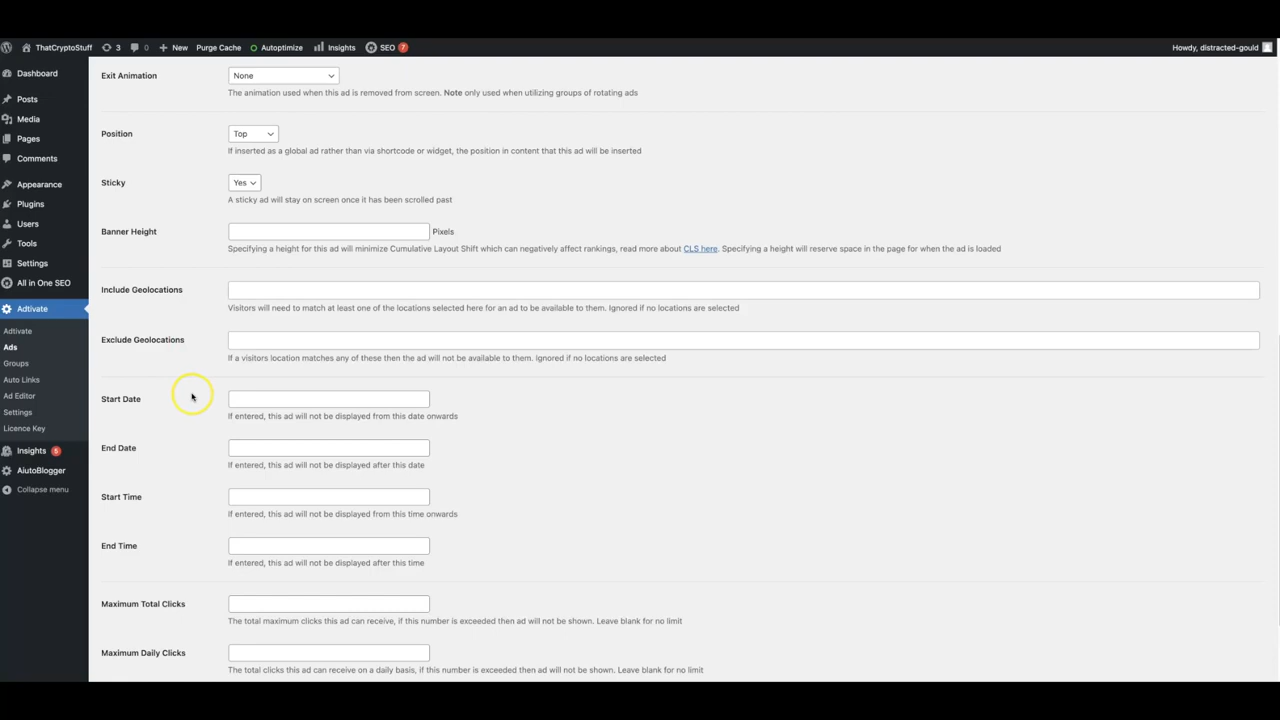 ThatCryptoStuff 3 0 New Purge Cache Autoptimize Insights SEO 7 Howdy, distracted-gould
Dashboard
Posts
Media
Pages
Comments
Appearance
Plugins
Users
Tools
Settings
All in One SEO
Adtivate
Adtivate
Ads
Groups
Auto Links
Ad Editor
Settings
Licence Key
Insights 5
AiutoBlogger
Collapse menu
Exit Animation None
The animation used when this ad is removed from screen. Note only used when utilizing groups of rotating ads
Position Top
If inserted as a global ad rather than via shortcode or widget, the position in content that this ad will be inserted
Sticky Yes
A sticky ad will stay on screen once it has been scrolled past
Banner Height Pixels
Specifying a height for this ad will minimize Cumulative Layout Shift which can negatively affect rankings, read more about CLS here. Specifying a height will reserve space in the page for when the ad is loaded
Include Geolocations
Visitors will need to match at least one of the locations selected here for an ad to be available to them. Ignored if no locations are selected
Exclude Geolocations
If a visitors location matches any of these then the ad will not be available to them. Ignored if no locations are selected
Start Date
If entered, this ad will not be displayed from this date onwards
End Date
If entered, this ad will not be displayed after this date
Start Time
If entered, this ad will not be displayed from this time onwards
End Time
If entered, this ad will not be displayed after this time
Maximum Total Clicks
The total maximum clicks this ad can receive, if this number is exceeded then ad will not be shown. Leave blank for no limit
Maximum Daily Clicks
The total clicks this ad can receive on a daily basis, if this number is exceeded then ad will not be shown. Leave blank for no limit